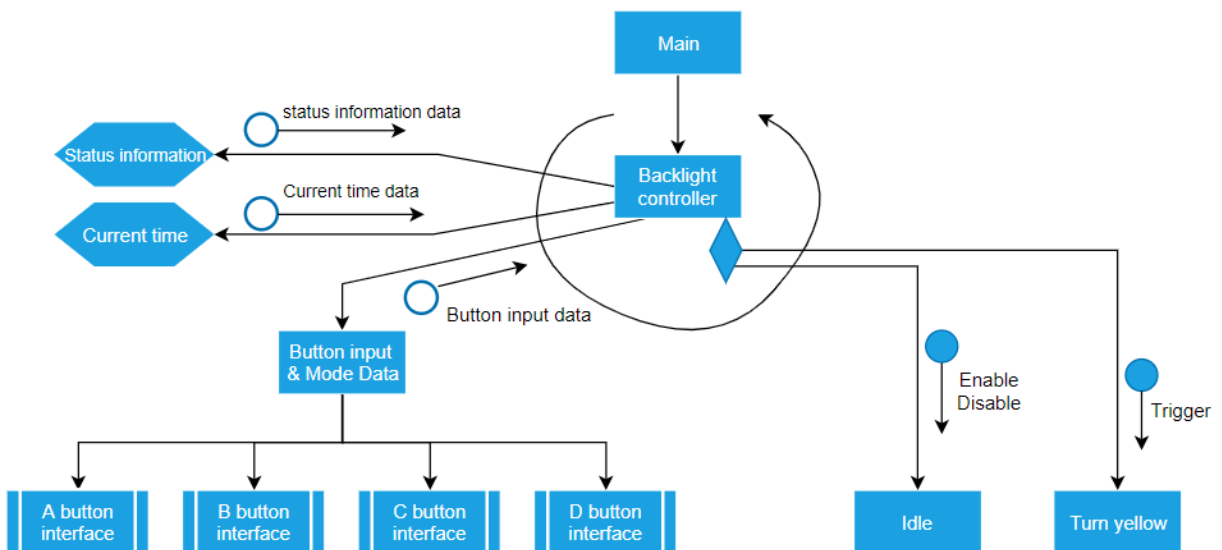 Main
status information data
Status information
Backlight
controller
Current time data
Current time
Button input data
Button input
& Mode Data
Enable
Disable
Trigger
A button
interface
B button
interface
C button
interface
D button
interface
Idle
Turn yellow